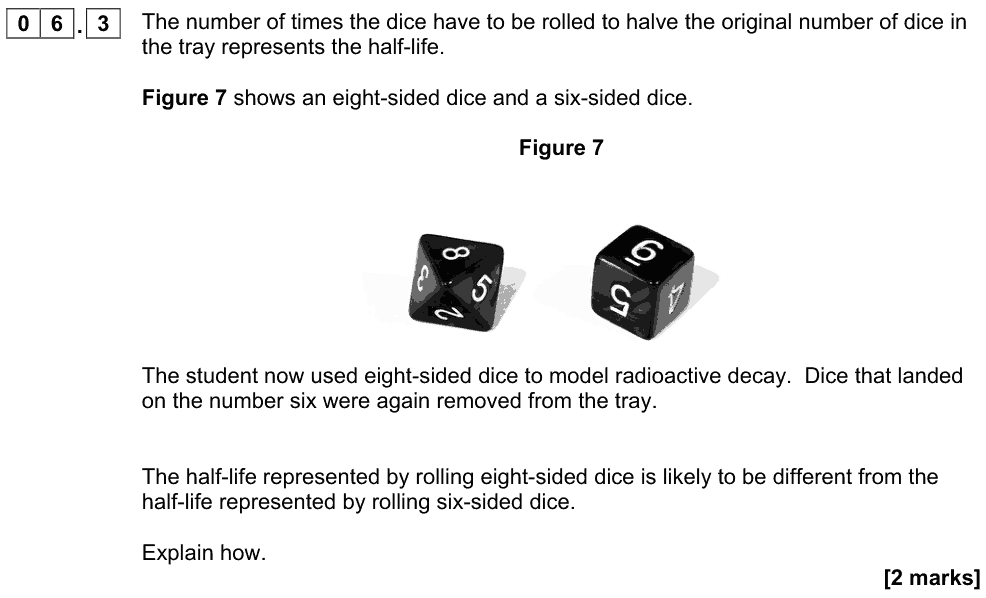 0 6 . 3 The number of times the dice have to be rolled to halve the original number of dice in
the tray represents the half-life.
Figure 7 shows an eight-sided dice and a six-sided dice.
Figure 7
8
3
5
2
6
5
4
The student now used eight-sided dice to model radioactive decay. Dice that landed
on the number six were again removed from the tray.
The half-life represented by rolling eight-sided dice is likely to be different from the
half-life represented by rolling six-sided dice.
Explain how.
[2 marks]